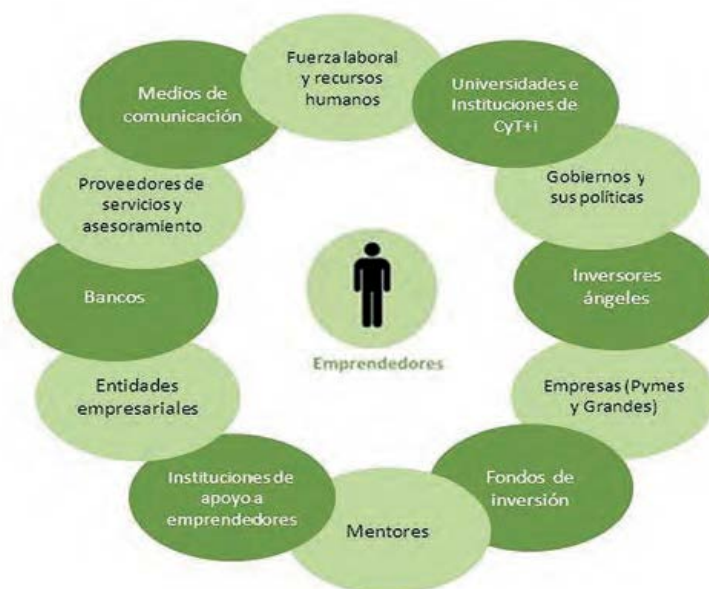 Fuerza laboral
y recursos
humanos
Universidades e
Instituciones de
CyT+i
Gobiernos y
sus políticas
Inversores
ángeles
Empresas (Pymes
y Grandes)
Fondos de
inversión
Mentores
Instituciones de
apoyo a
emprendedores
Entidades
empresariales
Bancos
Proveedores de
servicios y
asesoramiento
Medios de
comunicación
Emprendedores